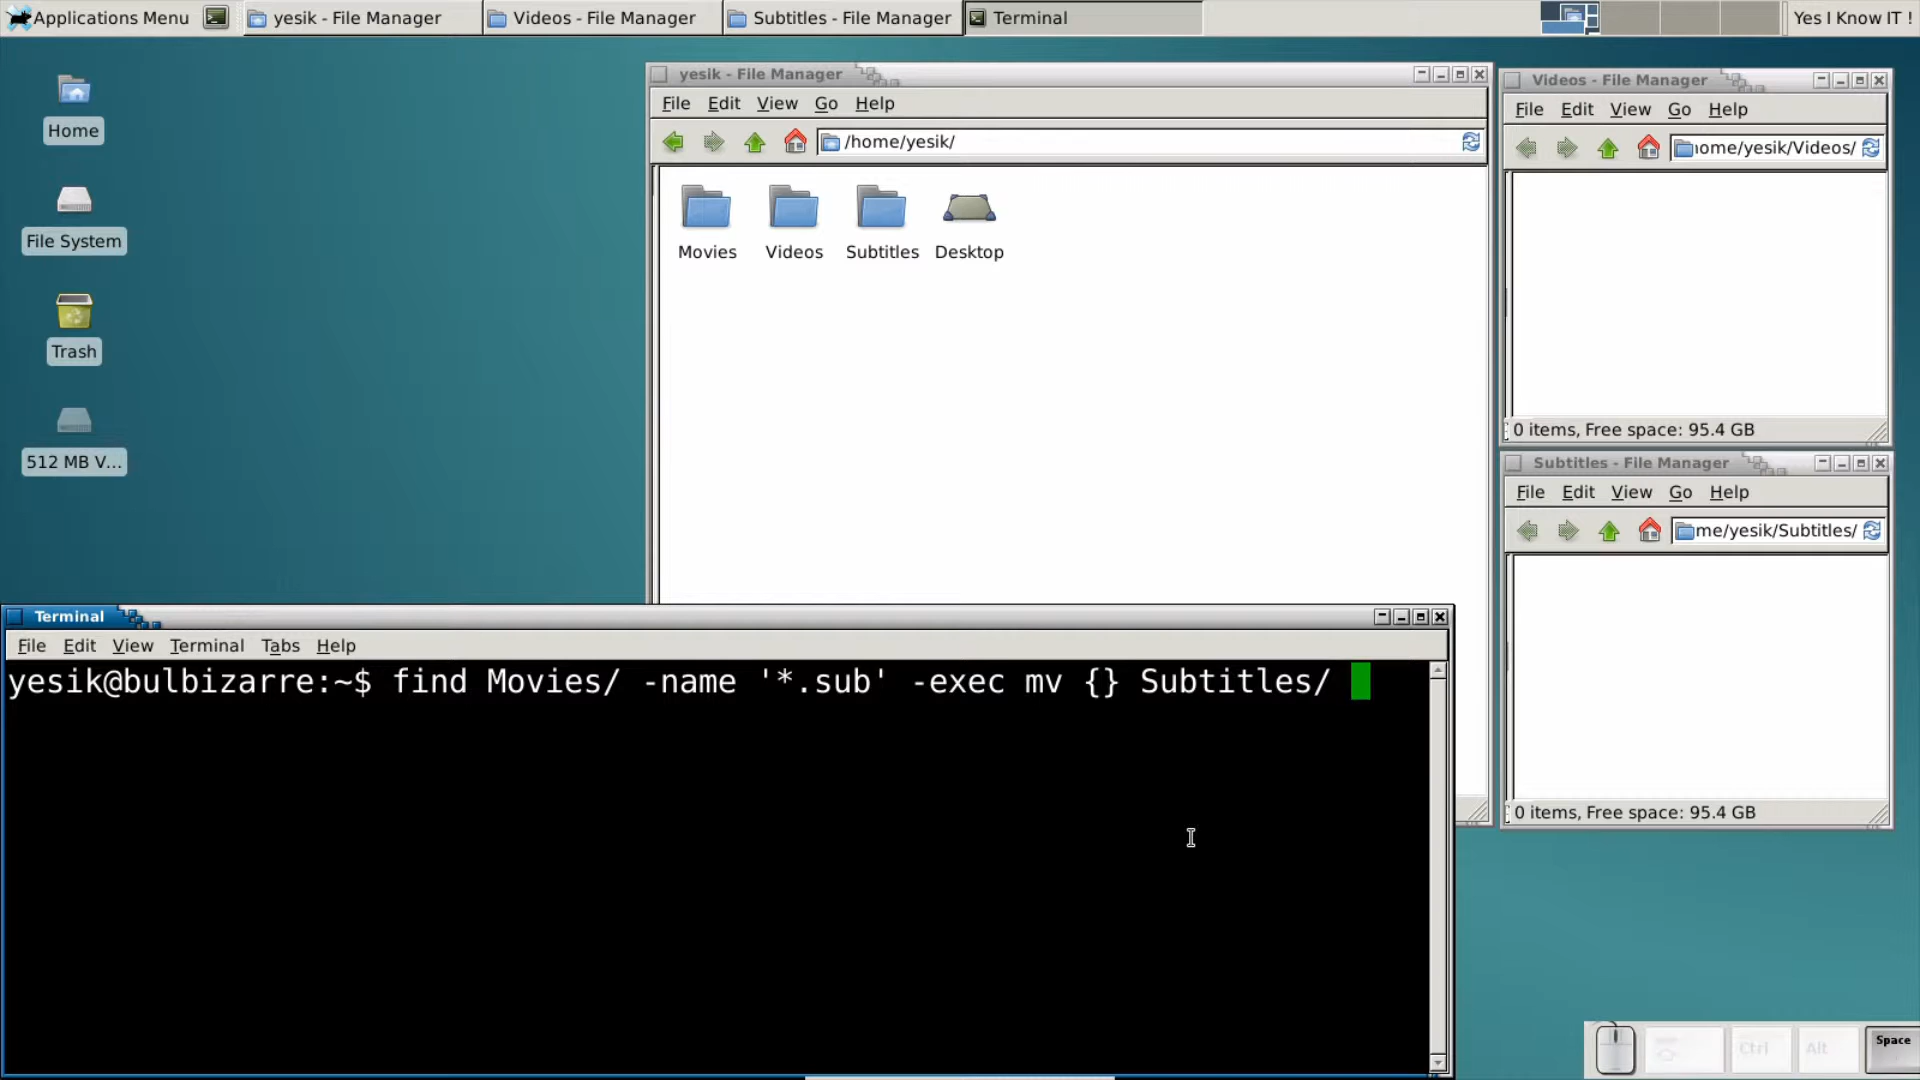 Applications Menu
yesik - File Manager
Videos - File Manager
Subtitles - File Manager
Terminal
Yes I Know IT !
Home
File System
Trash
512 MB V...
yesik - File Manager
File Edit View Go Help
/home/yesik/
Movies Videos Subtitles Desktop
Videos - File Manager
File Edit View Go Help
ome/yesik/Videos/
0 items, Free space: 95.4 GB
Subtitles - File Manager
File Edit View Go Help
me/yesik/Subtitles/
0 items, Free space: 95.4 GB
Terminal
File Edit View Terminal Tabs Help
yesik@bulbizarre:~$ find Movies/ -name '*.sub' -exec mv {} Subtitles/
Ctrl Alt Space